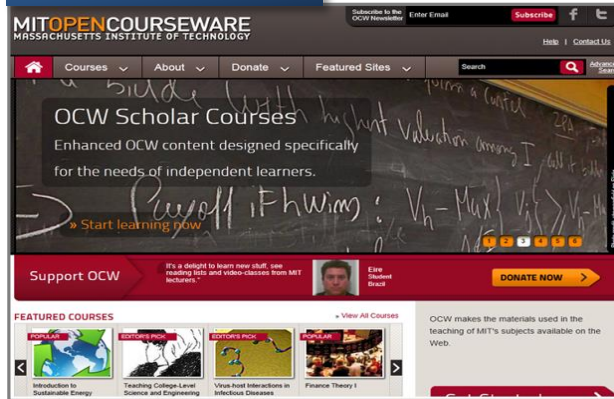 MITOPENCOURSEWARE
MASSACHUSETTS INSTITUTE OF TECHNOLOGY
Subscribe to the
OCW Newsletter
Enter Email
Subscribe
Help | Contact Us
Courses
About
Donate
Featured Sites
Search
OCW Scholar Courses
Enhanced OCW content designed specifically
for the needs of independent learners.
» Start learning now
1 2 3 4 5 6
Support OCW
It's a delight to learn new stuff, see
reading lists and video-classes from MIT
lecturers."
Eire
Student
Brazil
DONATE NOW
FEATURED COURSES
» View All Courses
POPULAR
EDITOR'S PICK
EDITOR'S PICK
POPULAR
Introduction to
Sustainable Energy
Teaching College-Level
Science and Engineering
Virus-host Interactions in
Infectious Diseases
Finance Theory I
OCW makes the materials used in the
teaching of MIT's subjects available on the
Web.